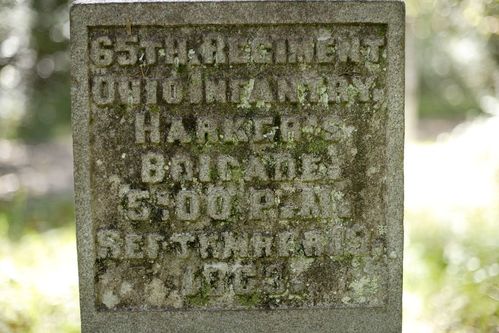 65TH. REGIMENT
OHIO INFANTRY,
HARKER'S
BRIGADE,
5:00 P.M.
SEPTEMBER 19,
1863.